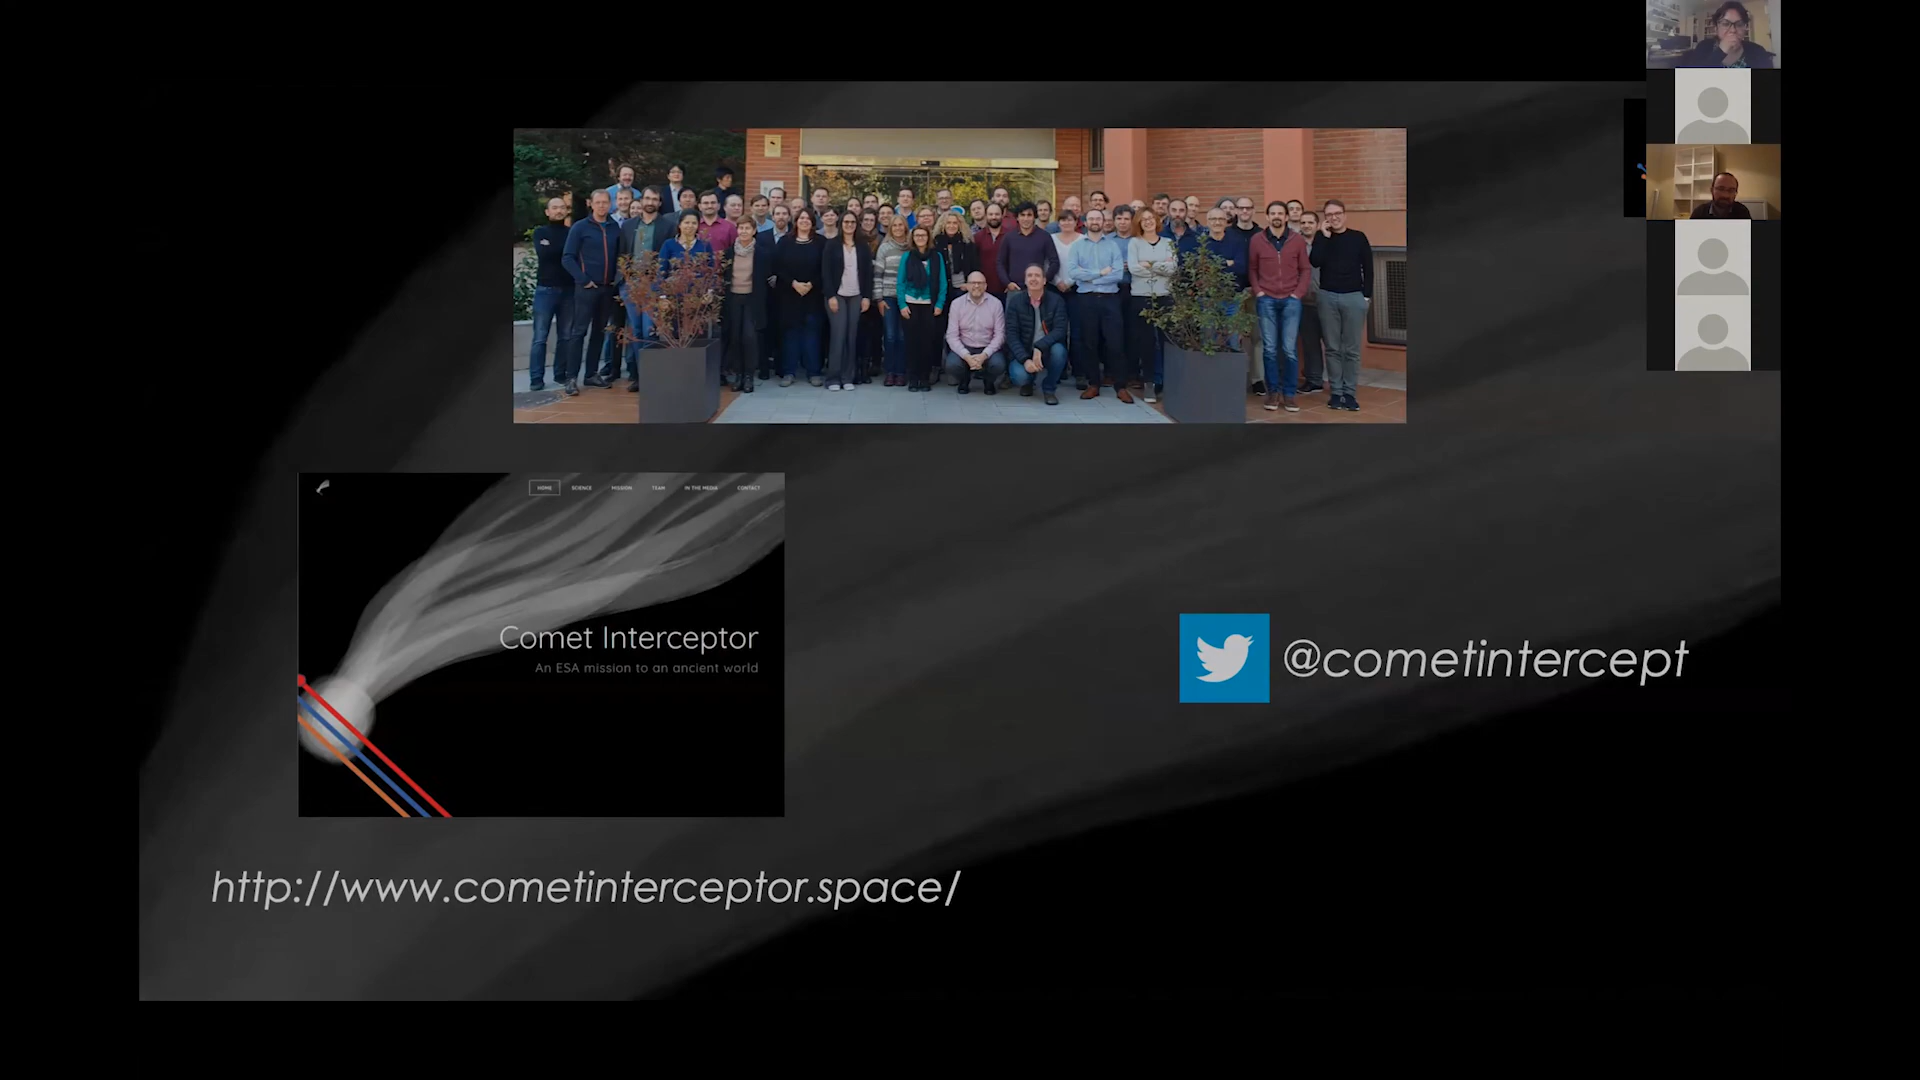 HOME SCIENCE MISSION TEAM IN THE MEDIA CONTACT
Comet Interceptor
An ESA mission to an ancient world
@cometintercept
http://www.cometinterceptor.space/